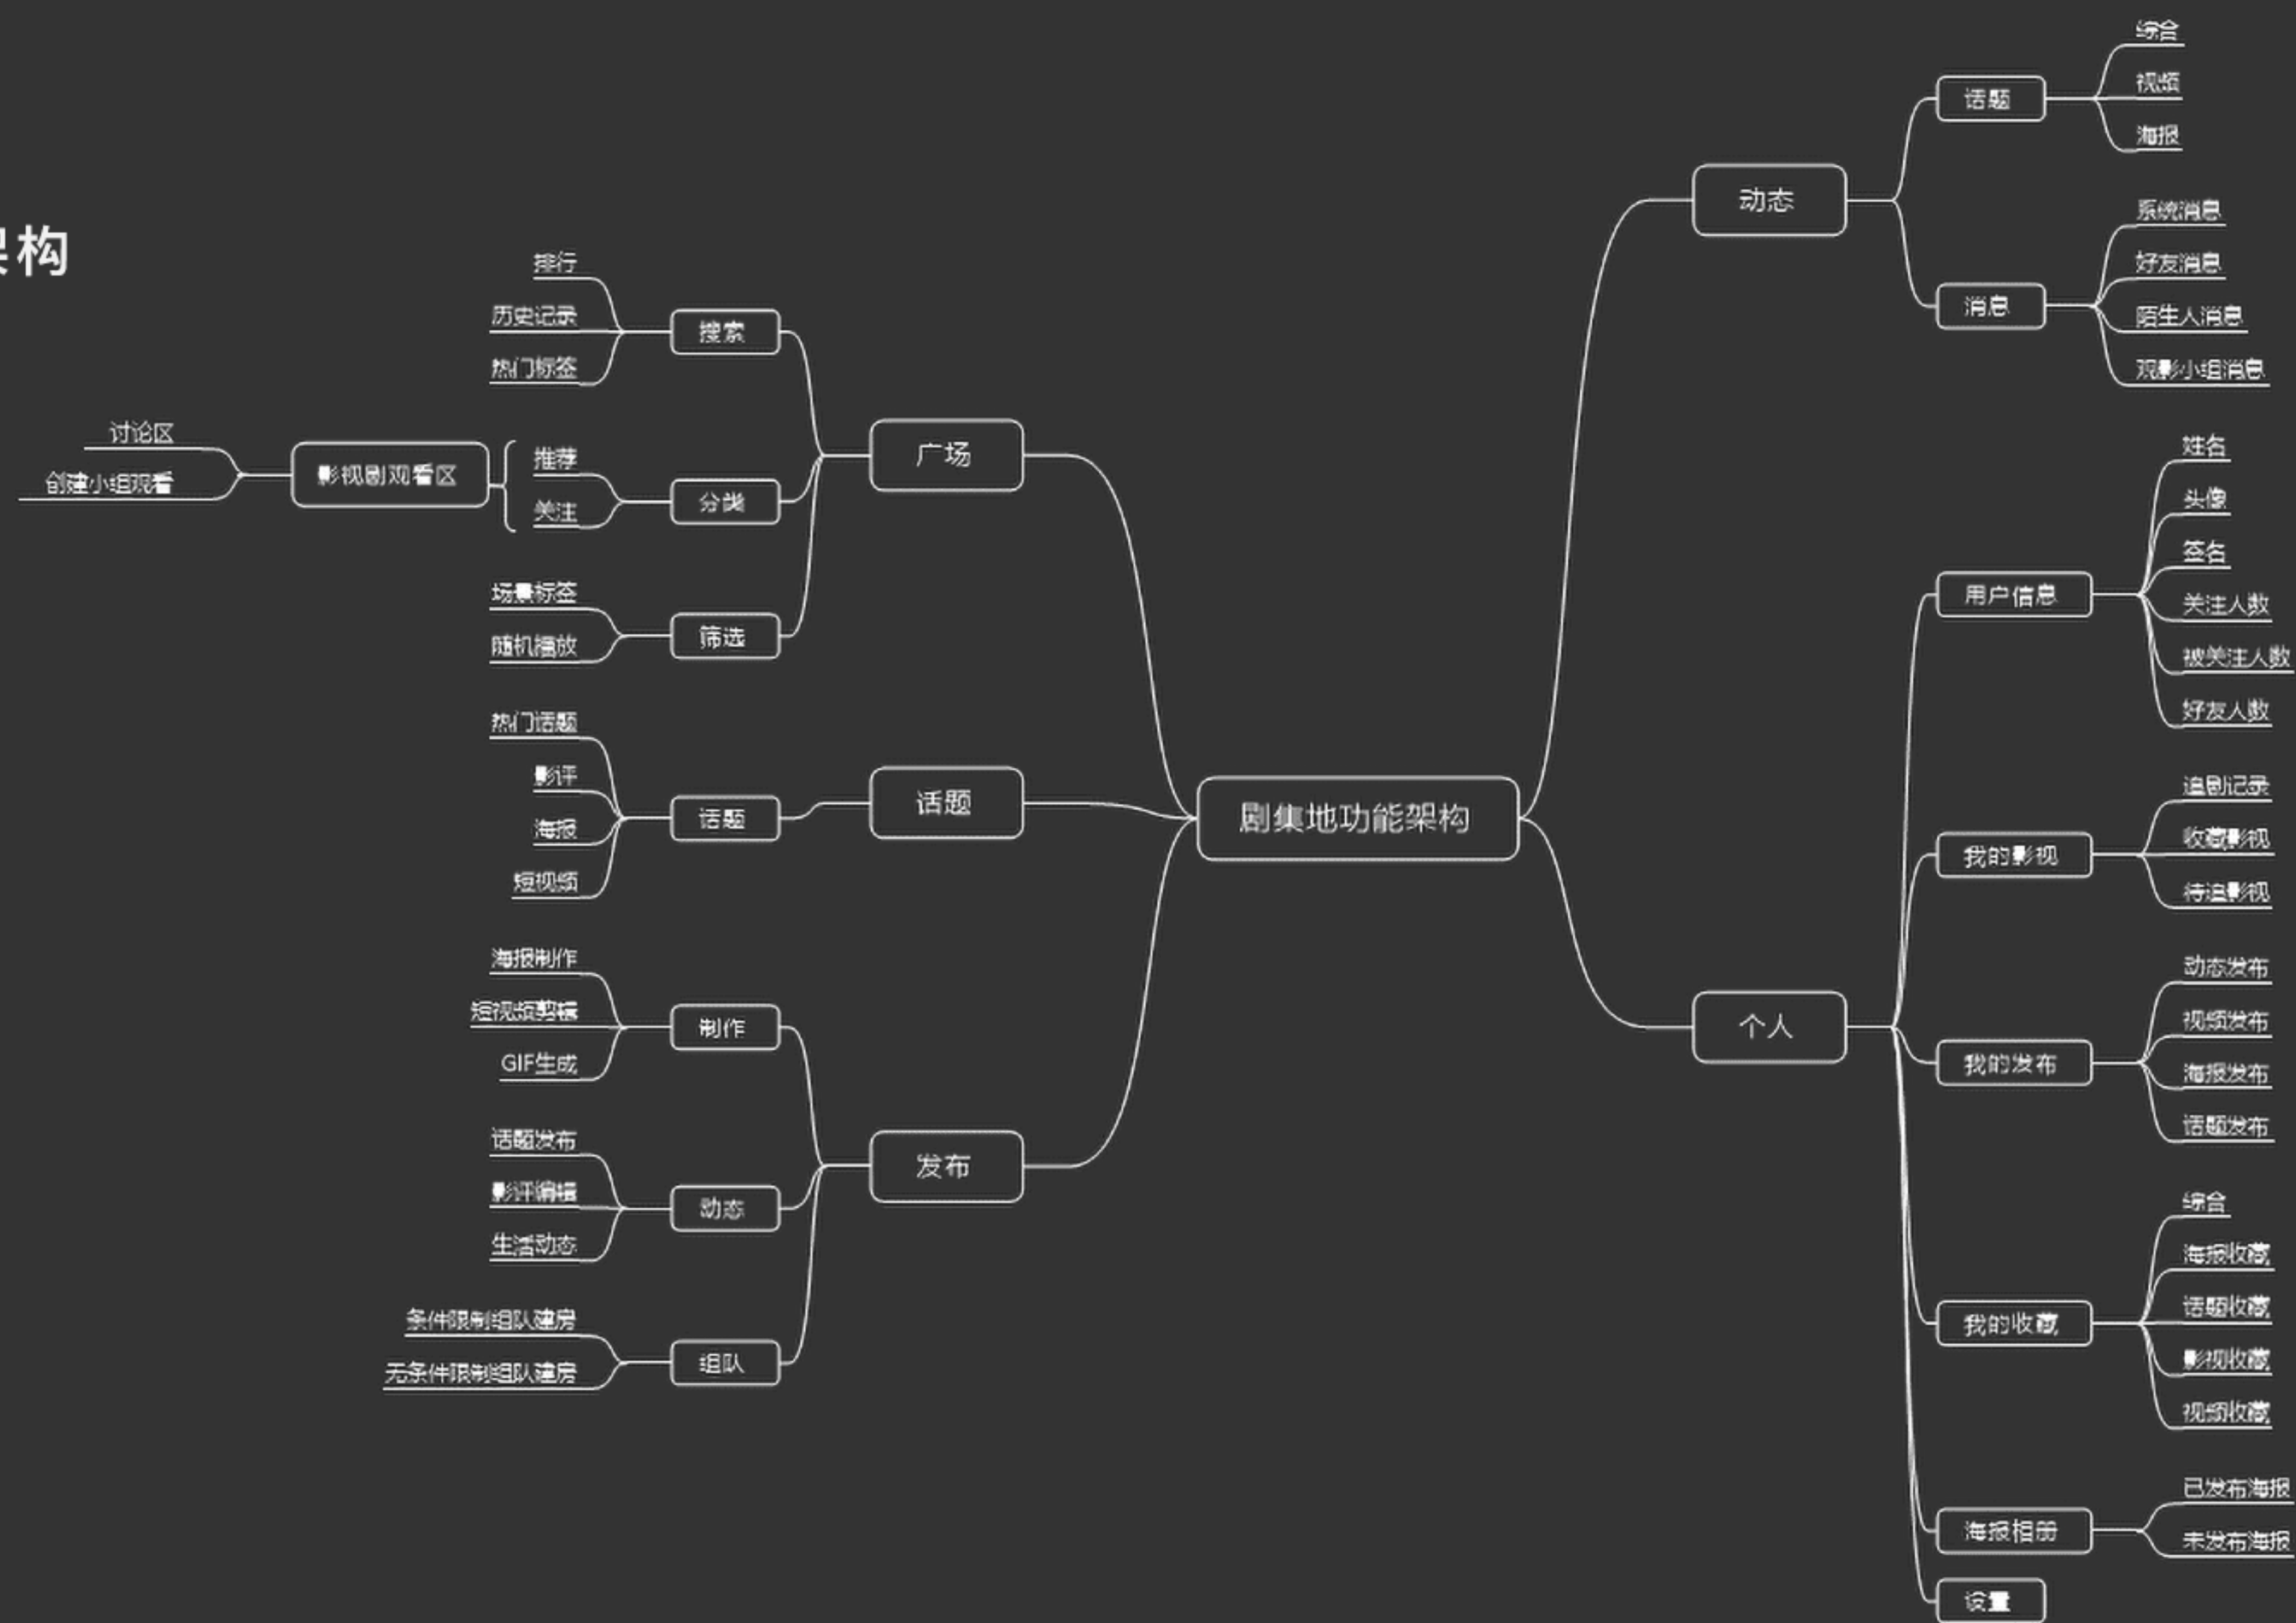 构
剧集地功能架构
广场
搜索
排行
历史记录
热门标签
分类
推荐
关注
影视剧观看区
讨论区
创建小组观看
筛选
场景标签
随机播放
话题
话题
热门话题
影评
海报
短视频
发布
制作
海报制作
短视频剪辑
GIF生成
动态
话题发布
影评编辑
生活动态
组队
条件限制组队建房
无条件限制组队建房
动态
话题
综合
视频
海报
消息
系统消息
好友消息
陌生人消息
观影小组消息
个人
用户信息
姓名
头像
签名
关注人数
被关注人数
好友人数
我的影视
追剧记录
收藏影视
待追影视
我的发布
动态发布
视频发布
海报发布
话题发布
我的收藏
综合
海报收藏
话题收藏
影视收藏
视频收藏
海报相册
已发布海报
未发布海报
设置